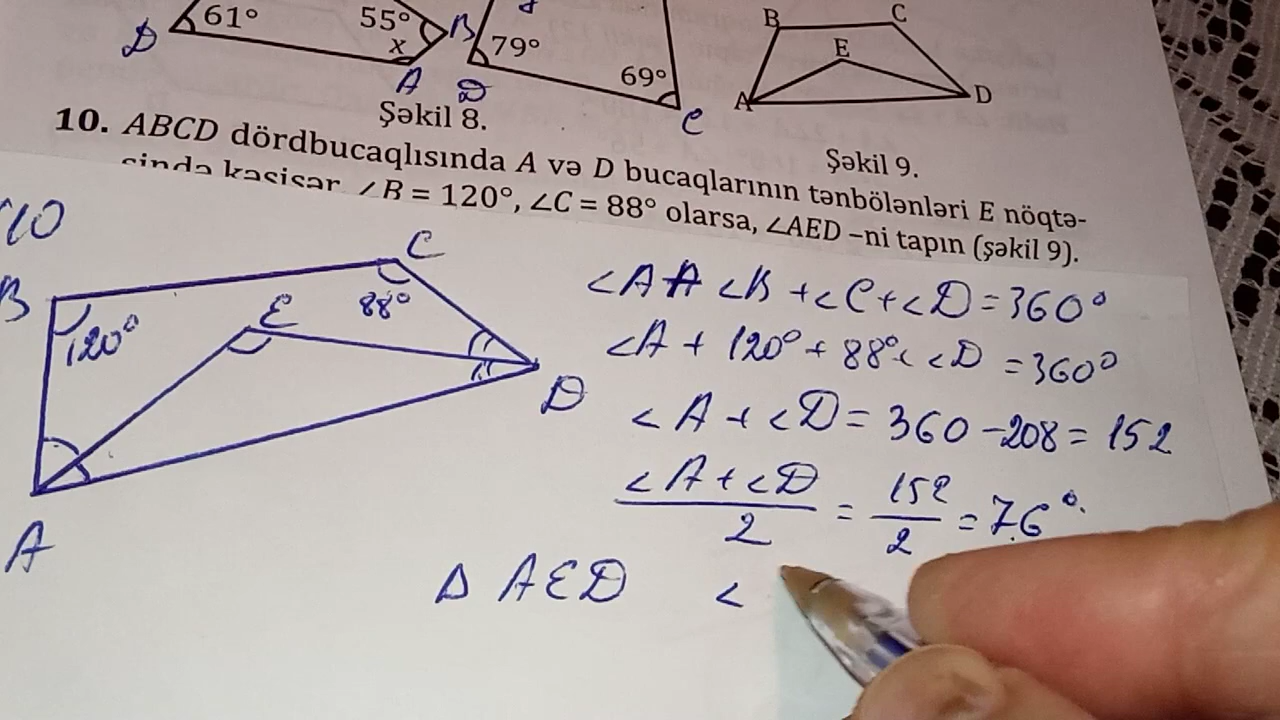 61° 55° x 79° 69° B C E A D
D A B D C
Şəkil 8.
Şəkil 9.
10. ABCD dördbucaqlısında A və D bucaqlarının tənbölənləri E nöqtə-
sində kəsişər, ∠B = 120°, ∠C = 88° olarsa, ∠AED –ni tapın (şəkil 9).
10
B C E D A
120° 88°
∠A + ∠B + ∠C + ∠D = 360°
∠A + 120° + 88° + ∠D = 360°
∠A + ∠D = 360 - 208 = 152
(∠A + ∠D)/2 = 152/2 = 76°
Δ AED ∠